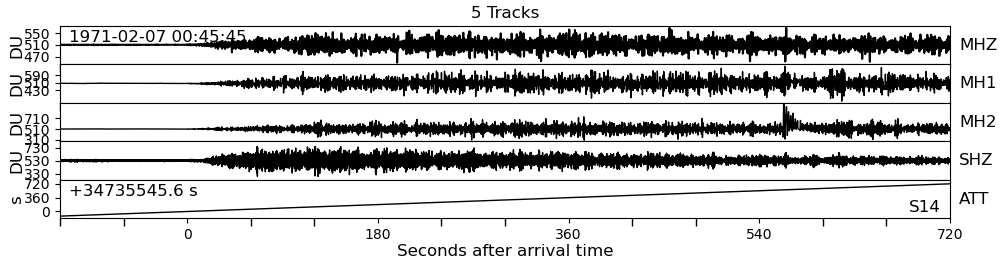 5 Tracks
1971-02-07 00:45:45
550
510
470
DU
MHZ
590
510
430
DU
MH1
710
510
310
DU
MH2
730
530
330
DU
SHZ
720
360
0
s
+34735545.6 s
ATT
S14
0 180 360 540 720
Seconds after arrival time